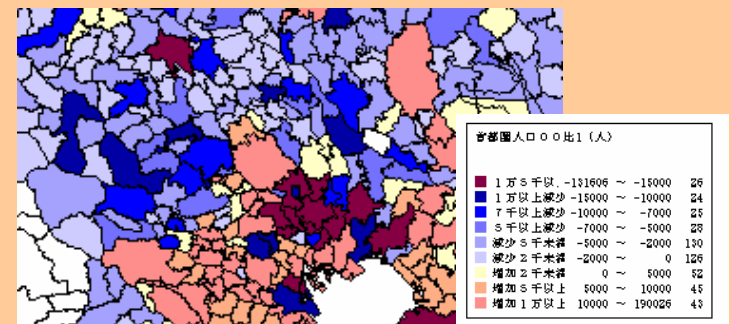 首都圏人口００比１（人）
１万５千以. -131606 ～ -15000 26
１万以上減少 -15000 ～ -10000 24
７千以上減少 -10000 ～ -7000 25
５千以上減少 -7000 ～ -5000 28
減少５千未満 -5000 ～ -2000 130
減少２千未満 -2000 ～ 0 126
増加２千未満 0 ～ 5000 52
増加５千以上 5000 ～ 10000 45
増加１万以上 10000 ～ 190026 43